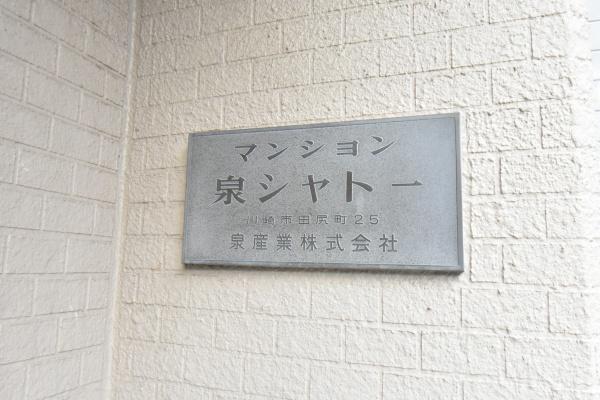 マンション
泉シャトー
川崎市田尻町25
泉産業株式会社